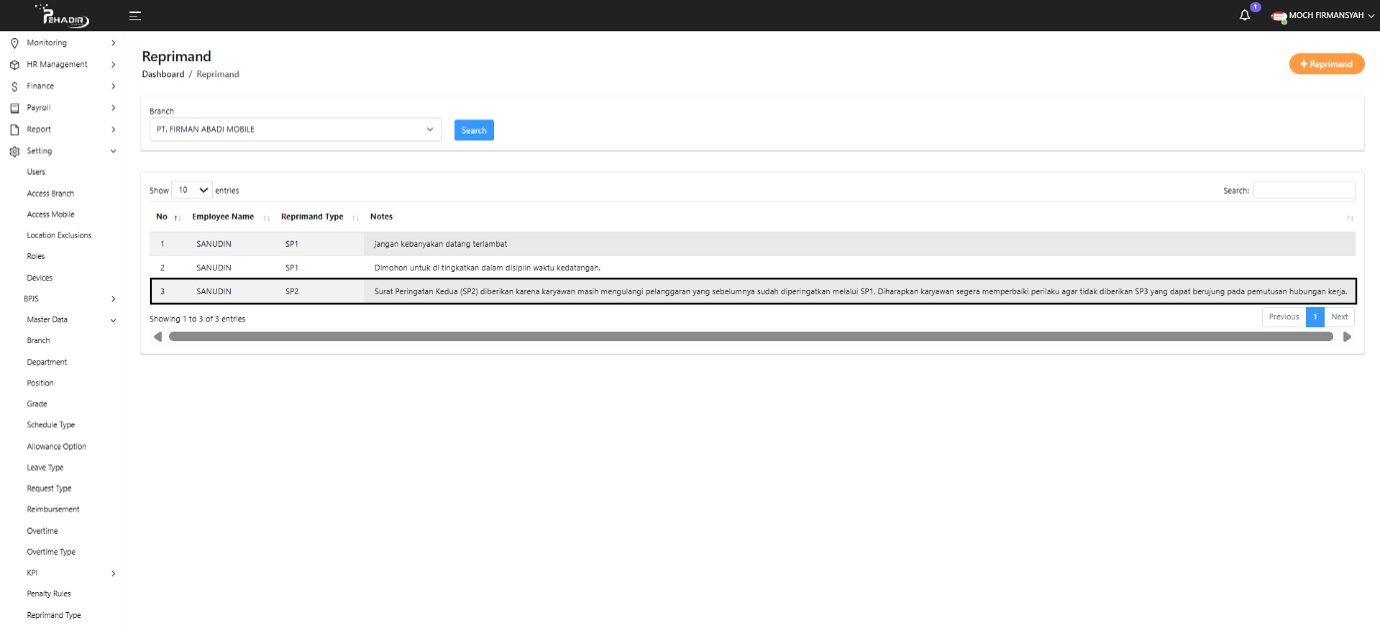 PEHADIR
1
MOCH FIRMANSYAH
Monitoring
HR Management
Finance
Payroll
Report
Setting
Users
Access Branch
Access Mobile
Location Exclusions
Roles
Devices
BPJS
Master Data
Branch
Department
Position
Grade
Schedule Type
Allowance Option
Leave Type
Request Type
Reimbursement
Overtime
Overtime Type
KPI
Penalty Rules
Reprimand Type
Reprimand
Dashboard / Reprimand
+ Reprimand
Branch
PT. FIRMAN ABADI MOBILE
Search
Show 10 entries
Search:
No Employee Name Reprimand Type Notes
1 SANUDIN SP1 jangan kebanyakan datang terlambat
2 SANUDIN SP1 Dimohon untuk di tingkatkan dalam disiplin waktu kedatangan.
3 SANUDIN SP2 Surat Peringatan Kedua (SP2) diberikan karena karyawan masih mengulangi pelanggaran yang sebelumnya sudah diperingatkan melalui SP1. Diharapkan karyawan segera memperbaiki perilaku agar tidak diberikan SP3 yang dapat berujung pada pemutusan hubungan kerja.
Showing 1 to 3 of 3 entries
Previous 1 Next